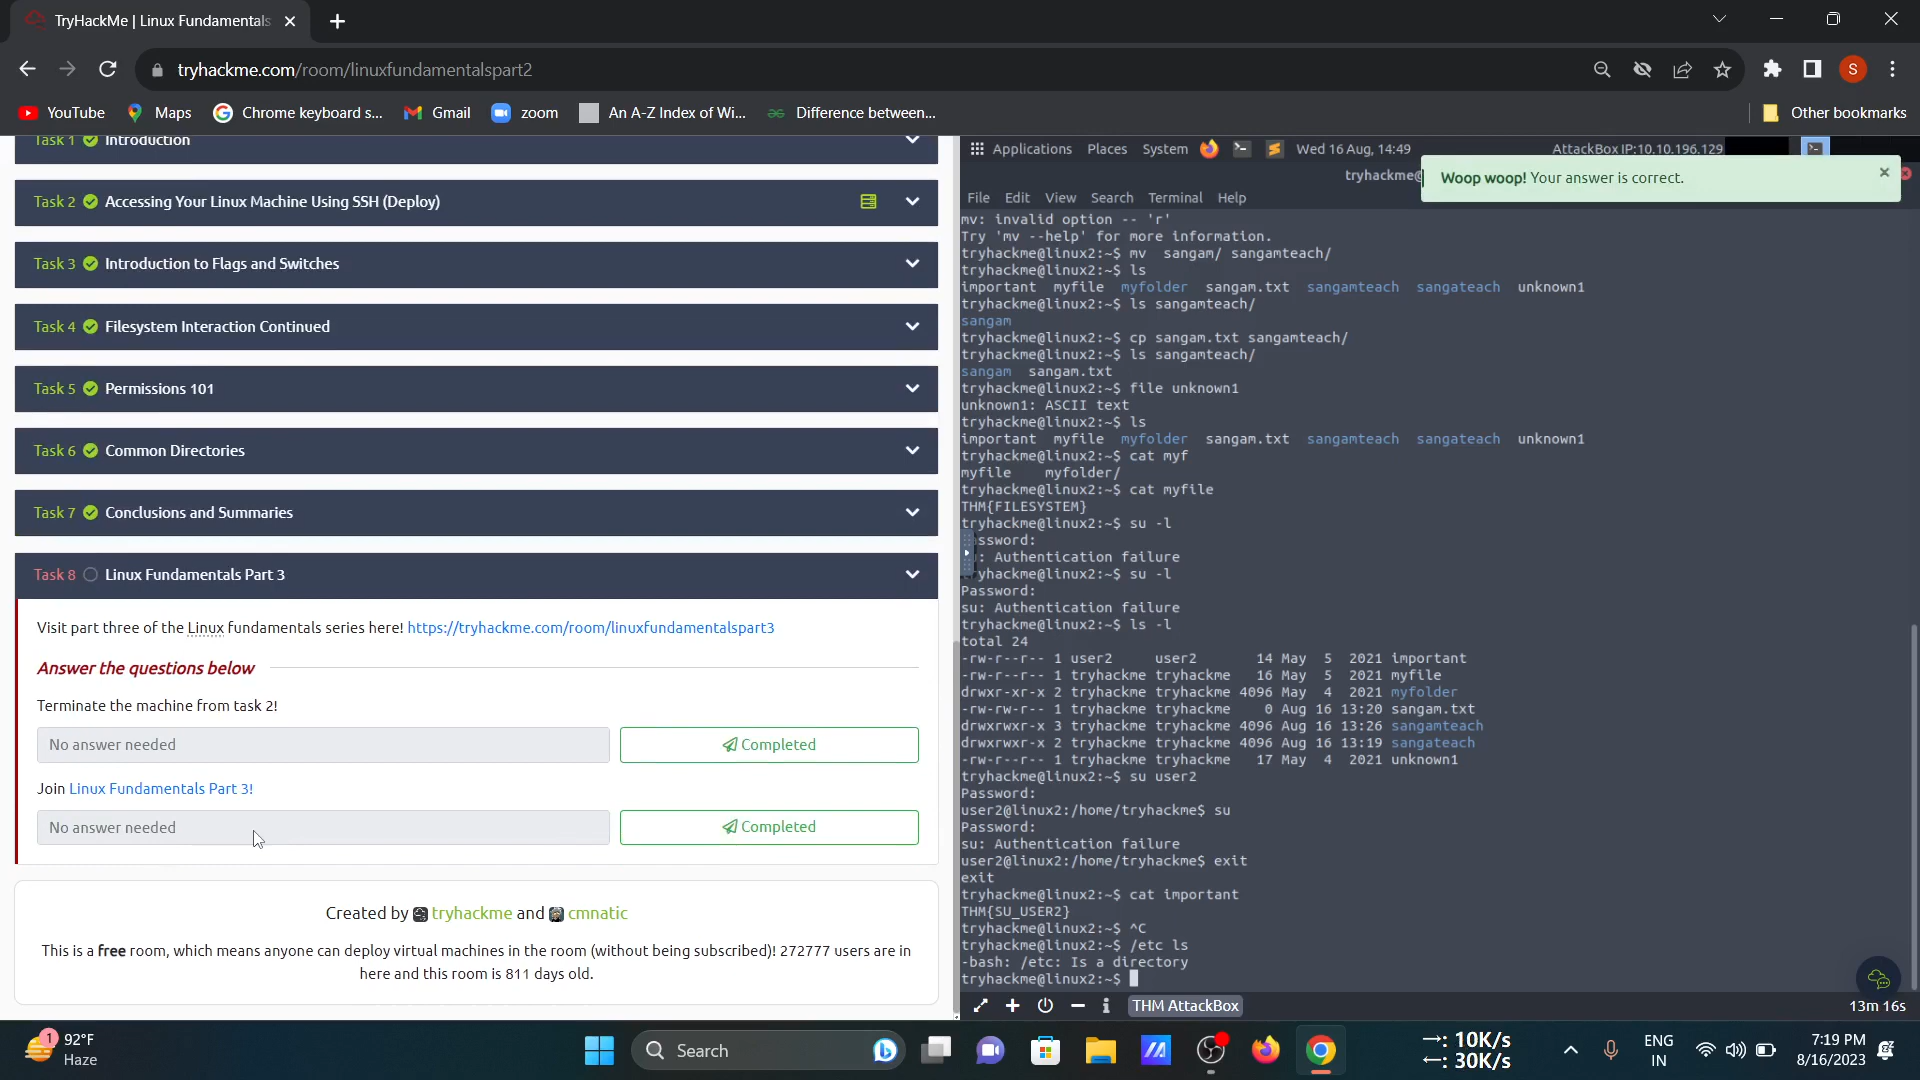 TryHackMe | Linux Fundamentals
tryhackme.com/room/linuxfundamentalspart2
S
YouTube
Maps
Chrome keyboard s...
Gmail
zoom
An A-Z Index of Wi...
Difference between...
Other bookmarks
Task 1 Introduction
Task 2 Accessing Your Linux Machine Using SSH (Deploy)
Task 3 Introduction to Flags and Switches
Task 4 Filesystem Interaction Continued
Task 5 Permissions 101
Task 6 Common Directories
Task 7 Conclusions and Summaries
Task 8 Linux Fundamentals Part 3
Visit part three of the Linux fundamentals series here! https://tryhackme.com/room/linuxfundamentalspart3
Answer the questions below
Terminate the machine from task 2!
No answer needed
Completed
Join Linux Fundamentals Part 3!
No answer needed
Completed
Created by tryhackme and cmnatic
This is a free room, which means anyone can deploy virtual machines in the room (without being subscribed)! 272777 users are in
here and this room is 811 days old.
Applications Places System Wed 16 Aug, 14:49 AttackBox IP:10.10.196.129
tryhackme@
Woop woop! Your answer is correct.
File Edit View Search Terminal Help
mv: invalid option -- 'r'
Try 'mv --help' for more information.
tryhackme@linux2:~$ mv  sangam/ sangamteach/
tryhackme@linux2:~$ ls
important  myfile  myfolder  sangam.txt  sangamteach  sangateach  unknown1
tryhackme@linux2:~$ ls sangamteach/
sangam
tryhackme@linux2:~$ cp sangam.txt sangamteach/
tryhackme@linux2:~$ ls sangamteach/
sangam  sangam.txt
tryhackme@linux2:~$ file unknown1
unknown1: ASCII text
tryhackme@linux2:~$ ls
important  myfile  myfolder  sangam.txt  sangamteach  sangateach  unknown1
tryhackme@linux2:~$ cat myf
myfile    myfolder/
tryhackme@linux2:~$ cat myfile
THM{FILESYSTEM}
tryhackme@linux2:~$ su -l
ssword:
: Authentication failure
yhackme@linux2:~$ su -l
Password:
su: Authentication failure
tryhackme@linux2:~$ ls -l
total 24
-rw-r--r-- 1 user2     user2       14 May  5  2021 important
-rw-r--r-- 1 tryhackme tryhackme   16 May  5  2021 myfile
drwxr-xr-x 2 tryhackme tryhackme 4096 May  4  2021 myfolder
-rw-rw-r-- 1 tryhackme tryhackme    0 Aug 16 13:20 sangam.txt
drwxrwxr-x 3 tryhackme tryhackme 4096 Aug 16 13:26 sangamteach
drwxrwxr-x 2 tryhackme tryhackme 4096 Aug 16 13:19 sangateach
-rw-r--r-- 1 tryhackme tryhackme   17 May  4  2021 unknown1
tryhackme@linux2:~$ su user2
Password:
user2@linux2:/home/tryhackme$ su
Password:
su: Authentication failure
user2@linux2:/home/tryhackme$ exit
exit
tryhackme@linux2:~$ cat important
THM{SU_USER2}
tryhackme@linux2:~$ ^C
tryhackme@linux2:~$ /etc ls
-bash: /etc: Is a directory
tryhackme@linux2:~$
THM AttackBox
13m 16s
1
92°F
Haze
Search
10K/s
30K/s
ENG
IN
7:19 PM
8/16/2023